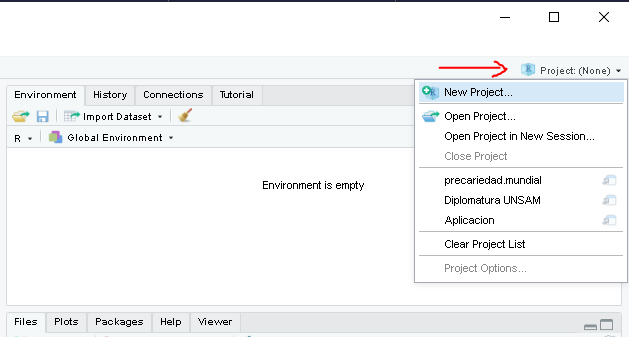 Project: (None)
Environment History Connections Tutorial
Import Dataset
R Global Environment
Environment is empty
New Project...
Open Project...
Open Project in New Session...
Close Project
precariedad.mundial
Diplomatura UNSAM
Aplicacion
Clear Project List
Project Options...
Files Plots Packages Help Viewer